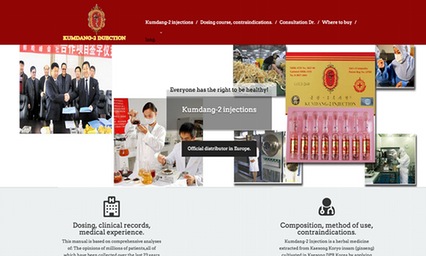 KUMDANG-2 INJECTION
Kumdang-2 injections / Dosing course, contraindications. / Consultation Dr. / Where to buy /
Everyone has the right to be healthy!
Kumdang-2 injections
Official distributor in Europe.
KUMDANG-2 INJECTION
Dosing, clinical records,
medical experience.
This manual is based on comprehensive analyses
of: The opinions of millions of patients,all of
which have been collected over the last 23 years
Composition, method of use,
contraindications.
Kumdang-2 Injection is a herbal medicine
extracted from Kaesong Koryo insam (ginseng)
cultivated in Kaesong DPR Korea by applying